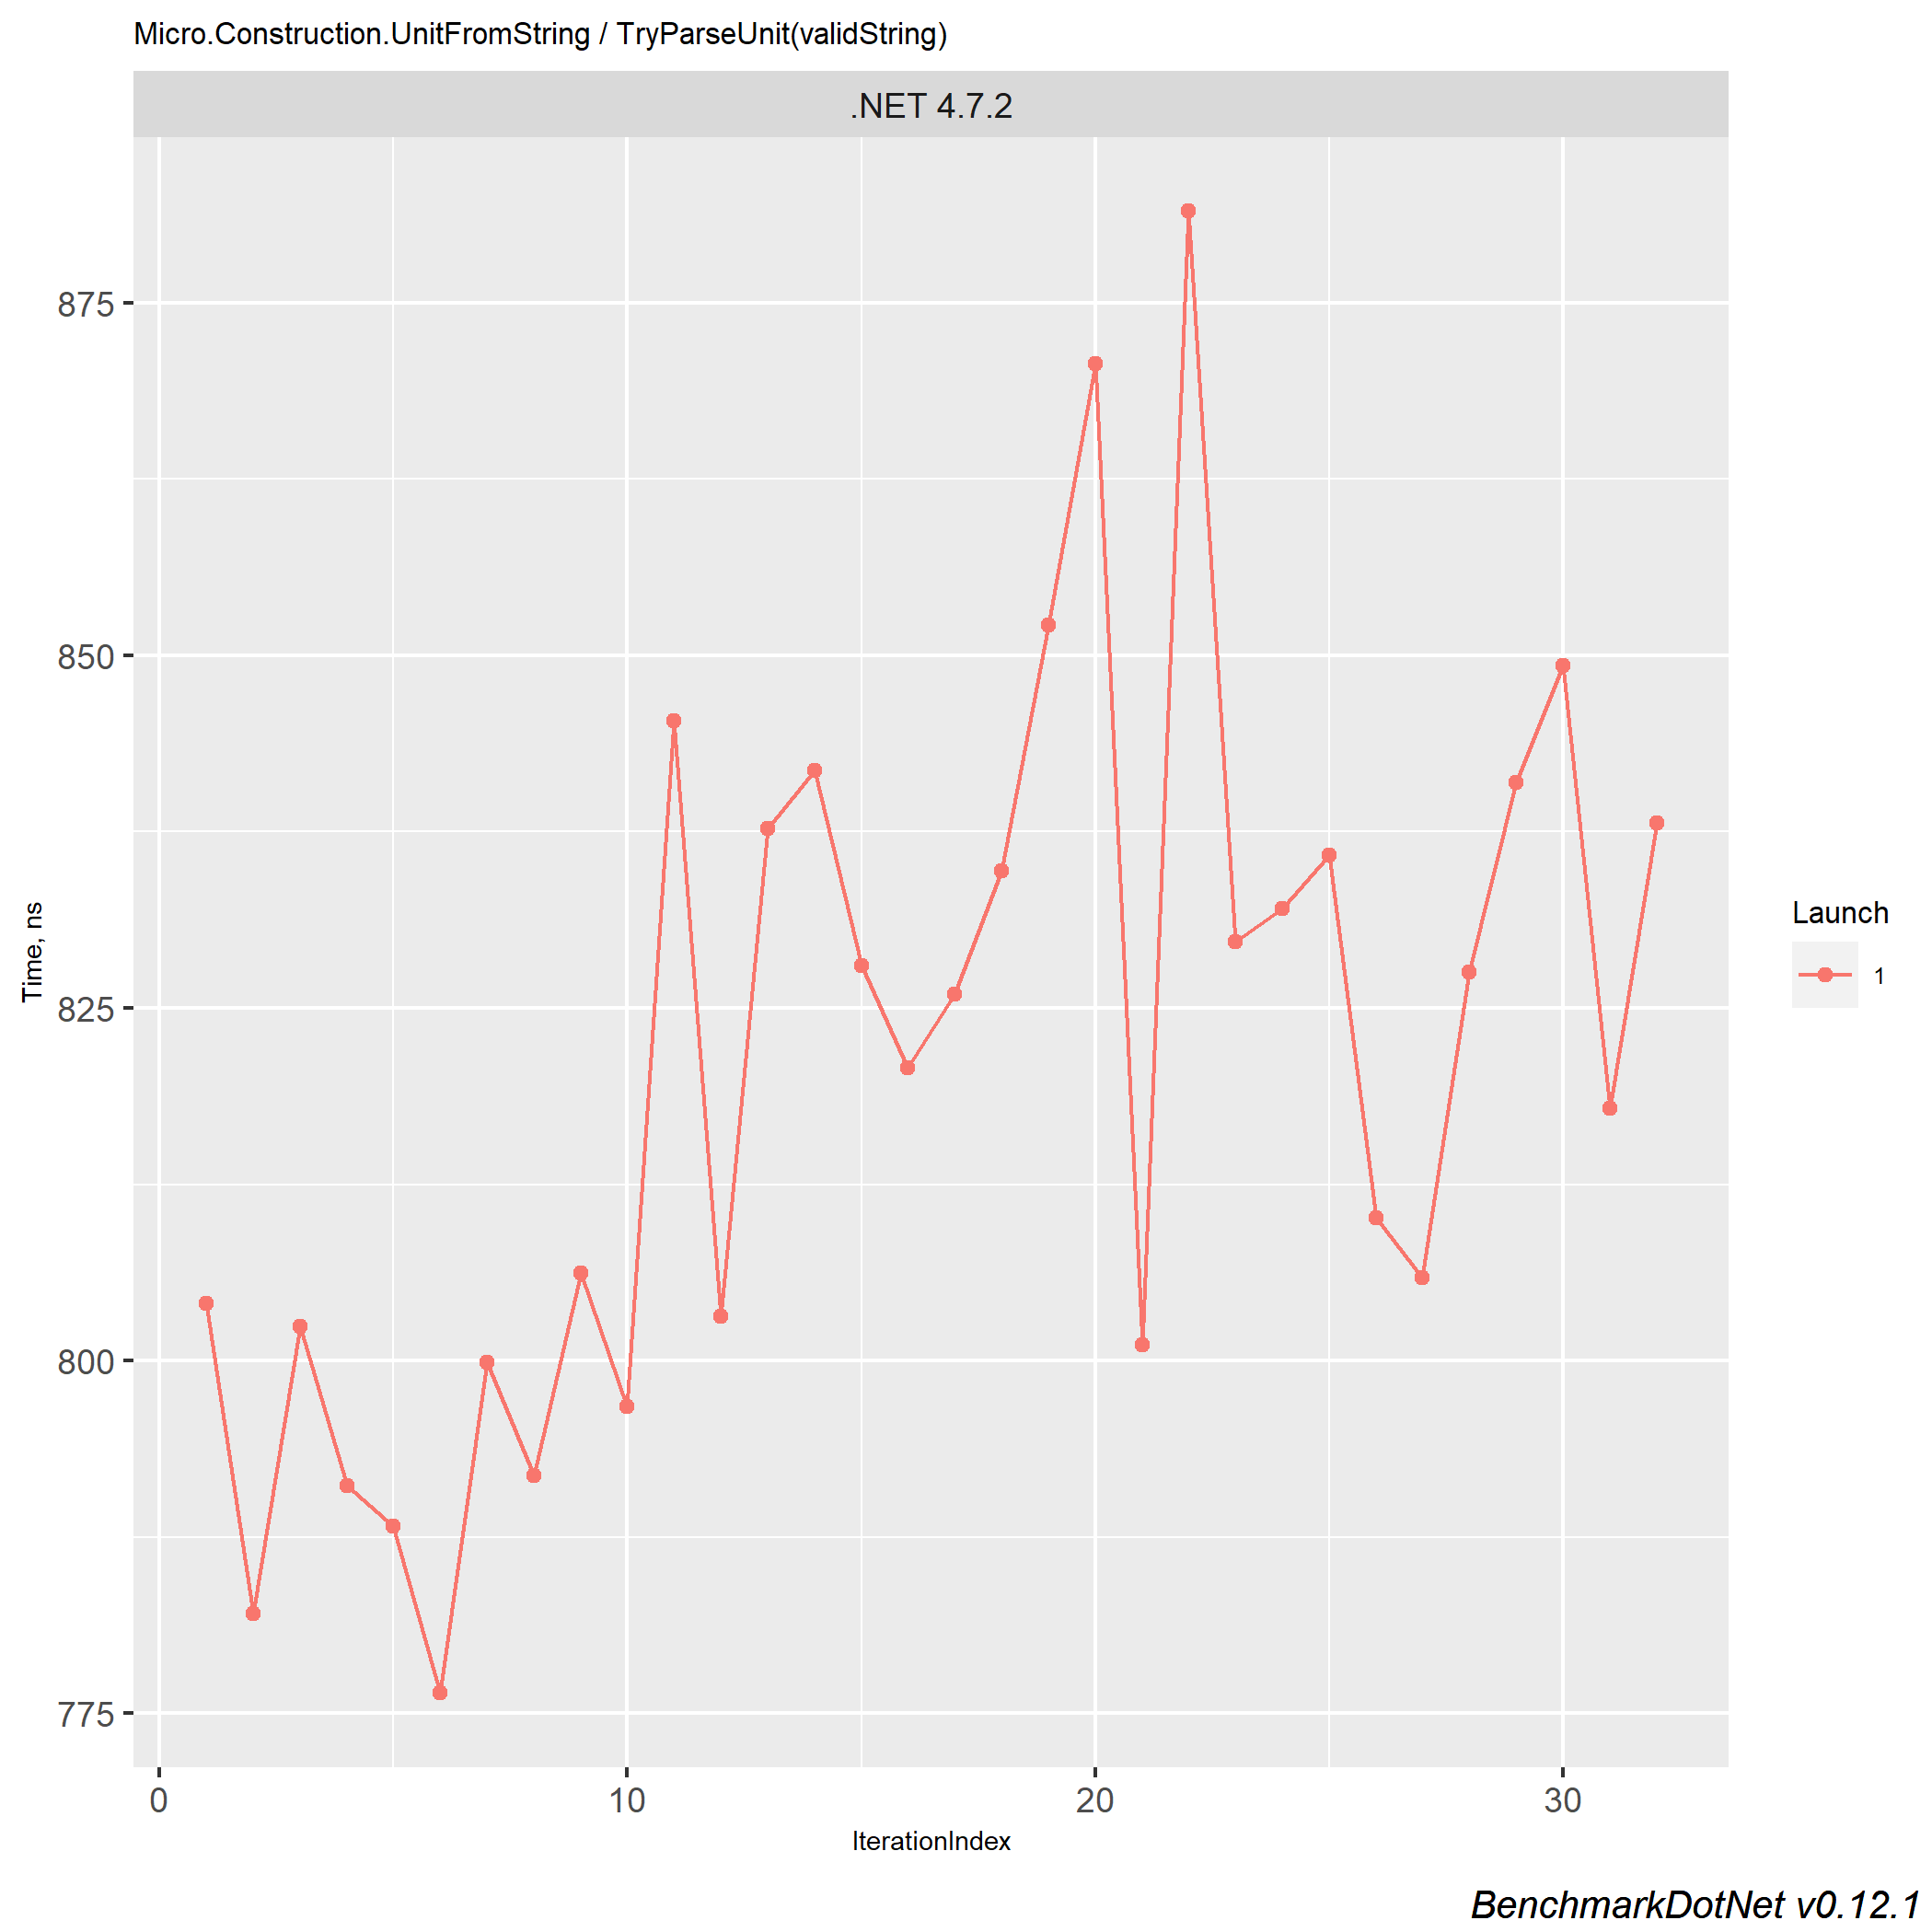 Micro.Construction.UnitFromString / TryParseUnit(validString)
.NET 4.7.2
875
850
825
800
775
Time, ns
0 10 20 30
IterationIndex
Launch
1
BenchmarkDotNet v0.12.1